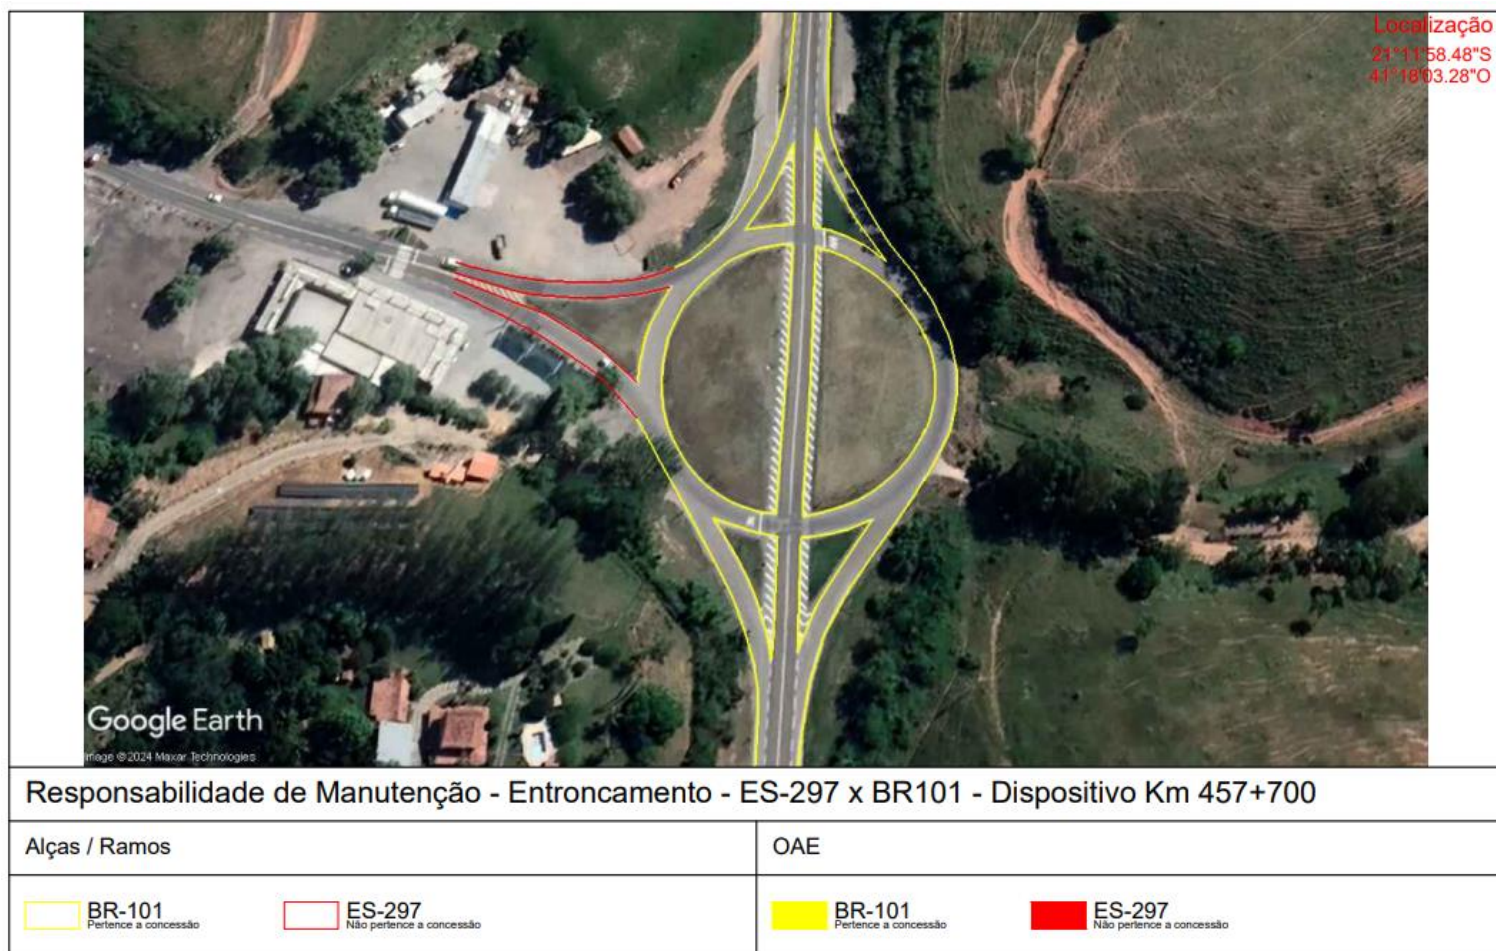 Localização
21°11'58.48"S
41°18'03.28"O
Google Earth
Image ©2024 Maxar Technologies
Responsabilidade de Manutenção - Entroncamento - ES-297 x BR101 - Dispositivo Km 457+700
Alças / Ramos
OAE
BR-101
Pertence a concessão
ES-297
Não pertence a concessão
BR-101
Pertence a concessão
ES-297
Não pertence a concessão